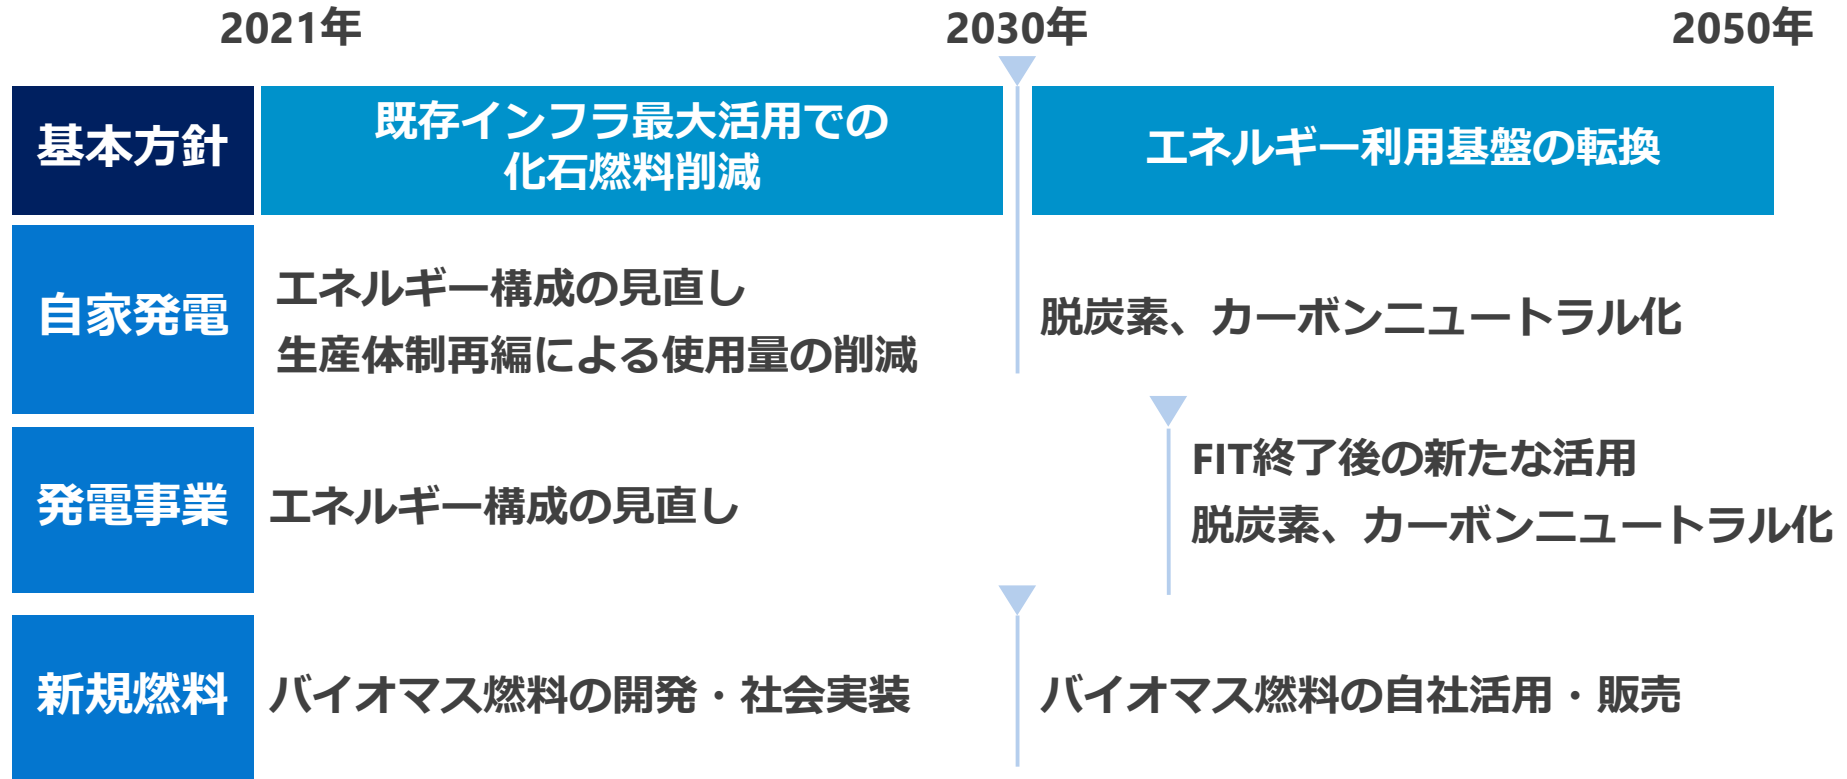 2021年
2030年
2050年
基本方針
既存インフラ最大活用での
化石燃料削減
エネルギー利用基盤の転換
自家発電
エネルギー構成の見直し
生産体制再編による使用量の削減
脱炭素、カーボンニュートラル化
発電事業
エネルギー構成の見直し
FIT終了後の新たな活用
脱炭素、カーボンニュートラル化
新規燃料
バイオマス燃料の開発・社会実装
バイオマス燃料の自社活用・販売